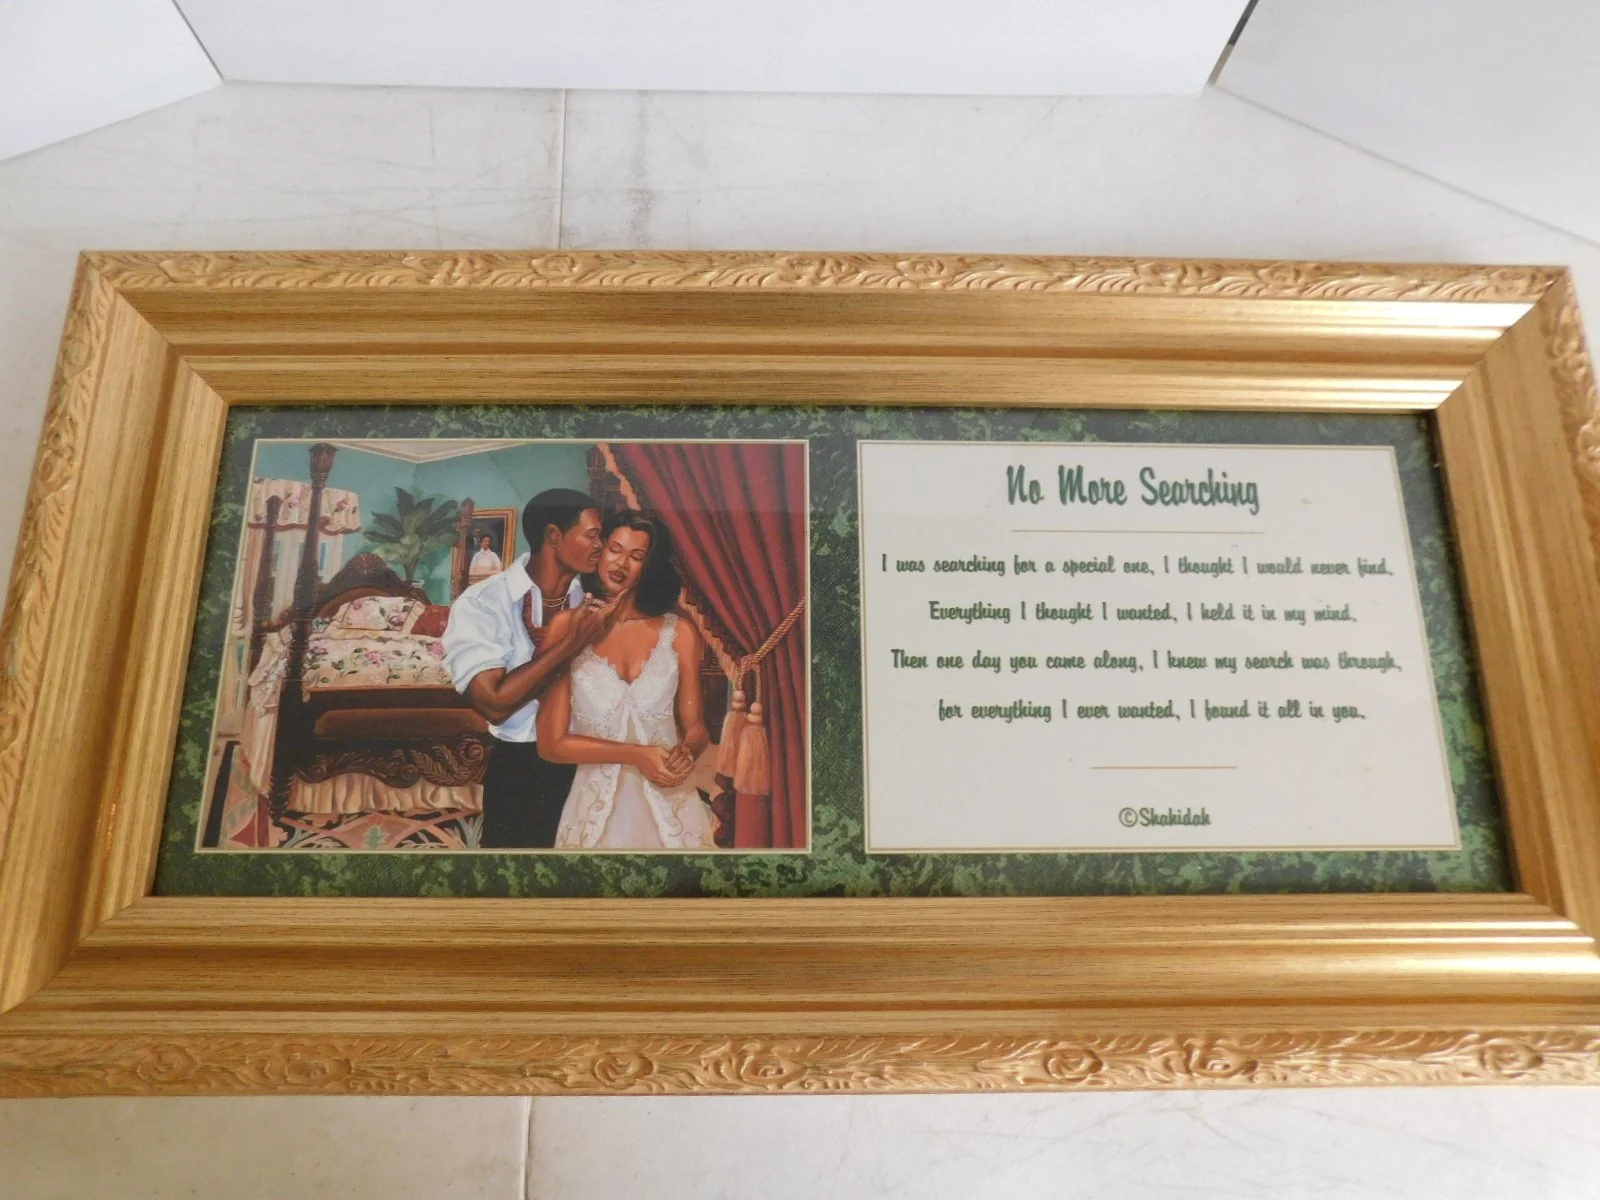 No More Searching
I was searching for a special one, I thought I would never find.
Everything I thought I wanted, I held it in my mind.
Then one day you came along, I knew my search was through,
for everything I ever wanted, I found it all in you.
©Shahidah